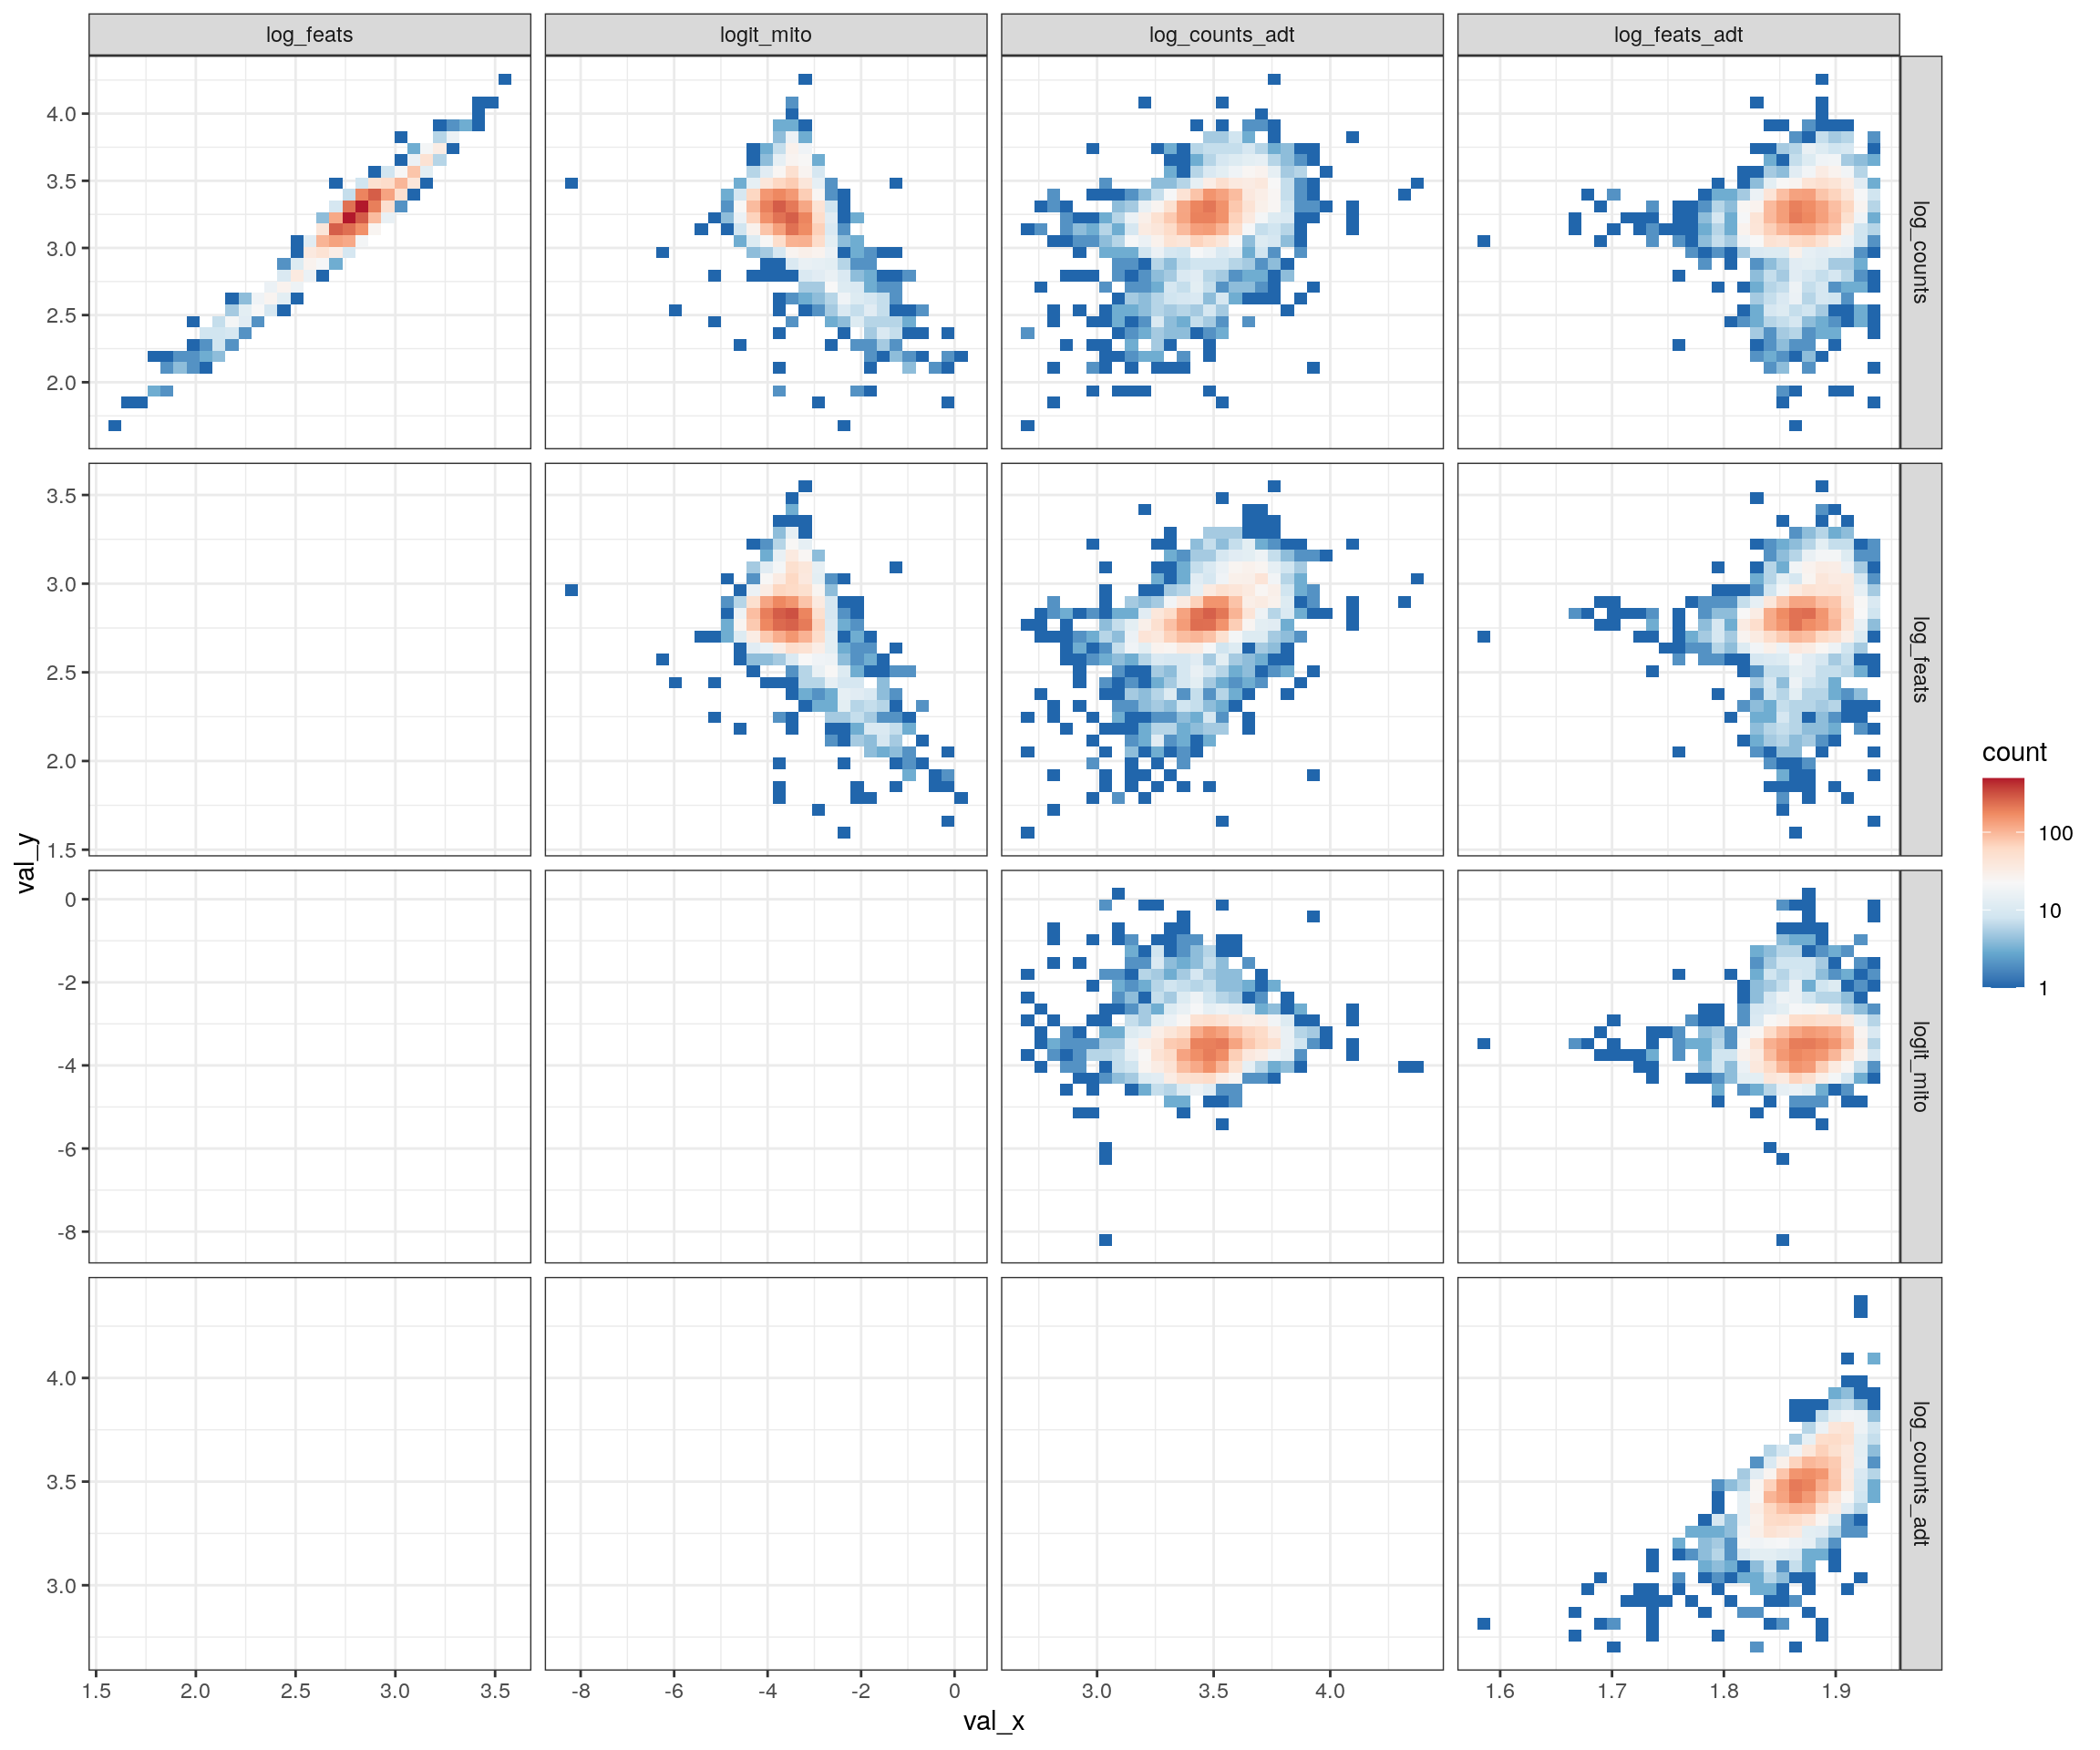 log_feats
logit_mito
log_counts_adt
log_feats_adt
4.0
3.5
3.0
2.5
2.0
log_counts
3.5
3.0
2.5
2.0
1.5
log_feats
0
-2
-4
-6
-8
logit_mito
4.0
3.5
3.0
log_counts_adt
1.5 2.0 2.5 3.0 3.5
-8 -6 -4 -2 0
3.0 3.5 4.0
1.6 1.7 1.8 1.9
val_x
val_y
count
100
10
1